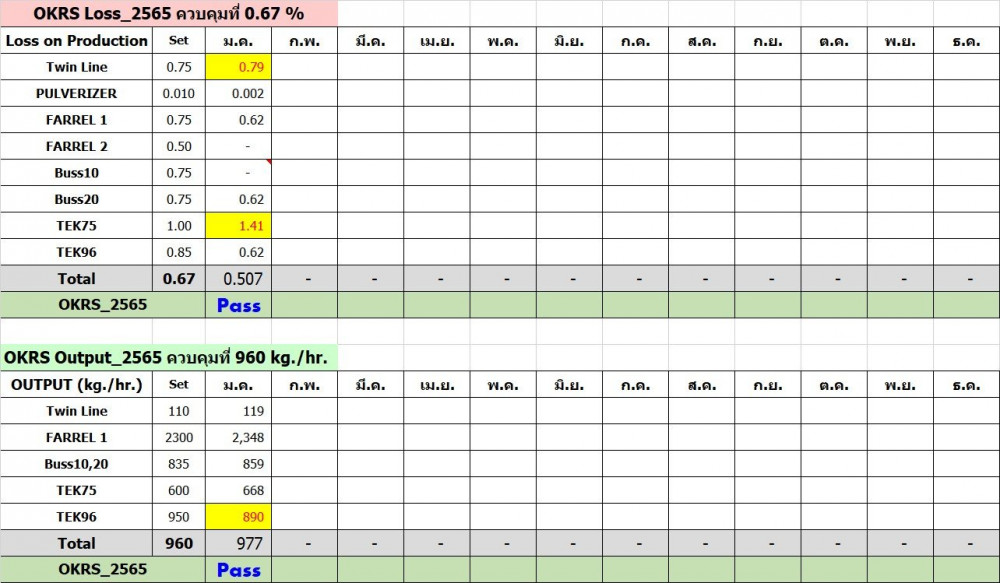 OKRS Loss_2565 ควบคุมที่ 0.67 %
Loss on Production Set ม.ค. ก.พ. มี.ค. เม.ย. พ.ค. มิ.ย. ก.ค. ส.ค. ก.ย. ต.ค. พ.ย. ธ.ค.
Twin Line 0.75 0.79
PULVERIZER 0.010 0.002
FARREL 1 0.75 0.62
FARREL 2 0.50 -
Buss10 0.75 -
Buss20 0.75 0.62
TEK75 1.00 1.41
TEK96 0.85 0.62
Total 0.67 0.507 - - - - - - - - - - -
OKRS_2565 Pass
OKRS Output_2565 ควบคุมที่ 960 kg./hr.
OUTPUT (kg./hr.) Set ม.ค. ก.พ. มี.ค. เม.ย. พ.ค. มิ.ย. ก.ค. ส.ค. ก.ย. ต.ค. พ.ย. ธ.ค.
Twin Line 110 119
FARREL 1 2300 2,348
Buss10,20 835 859
TEK75 600 668
TEK96 950 890
Total 960 977 - - - - - - - - - - -
OKRS_2565 Pass